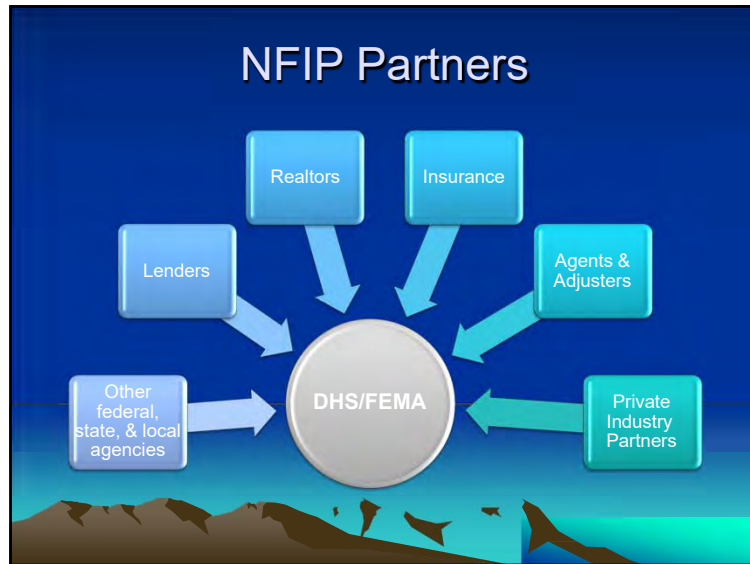 NFIP Partners
Realtors
Insurance
Lenders
Agents &
Adjusters
Other
federal,
state, & local
agencies
DHS/FEMA
Private
Industry
Partners